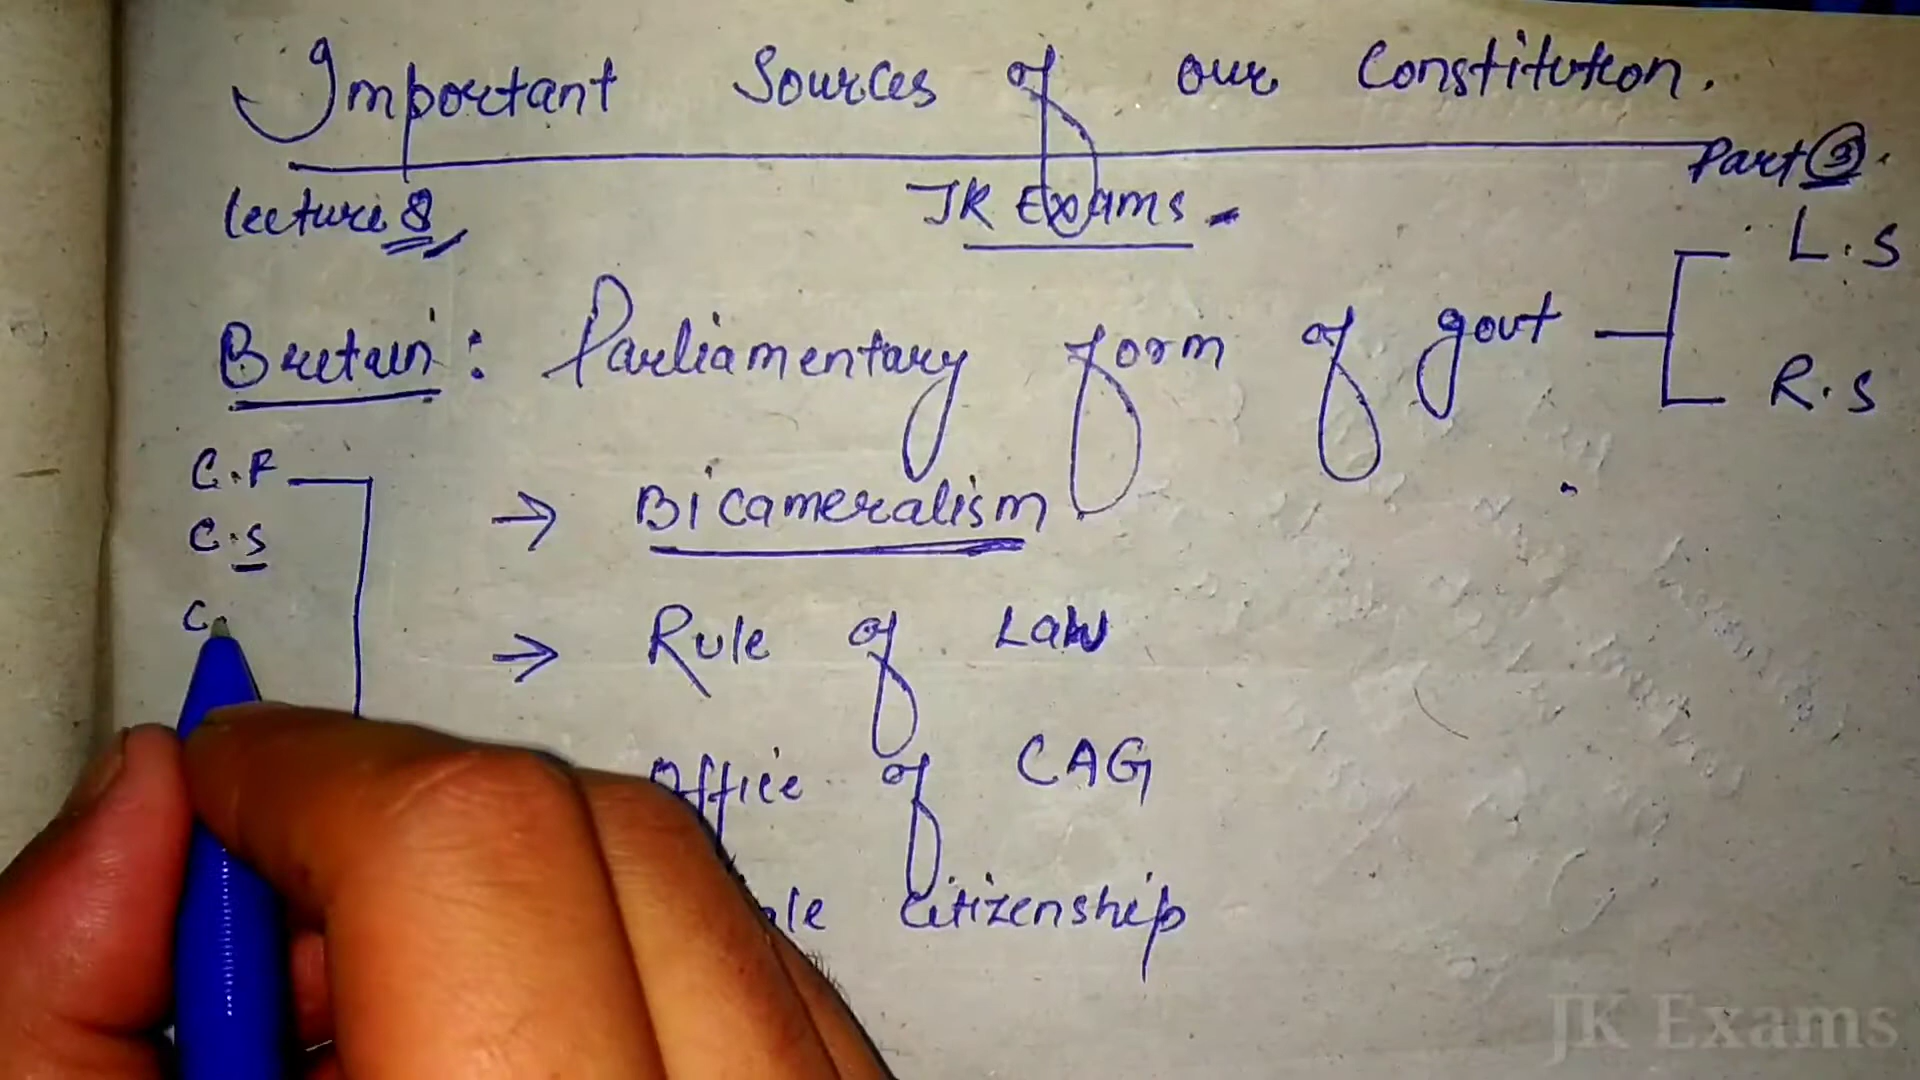 Important Sources of our Constitution.
Part 3.
Lecture 8
JK Exams
Britain: Parliamentary form of govt
L.S
R.S
C.F
C.S
C.
→ Bicameralism
→ Rule of Law
Office of CAG
citizenship
JK Exams